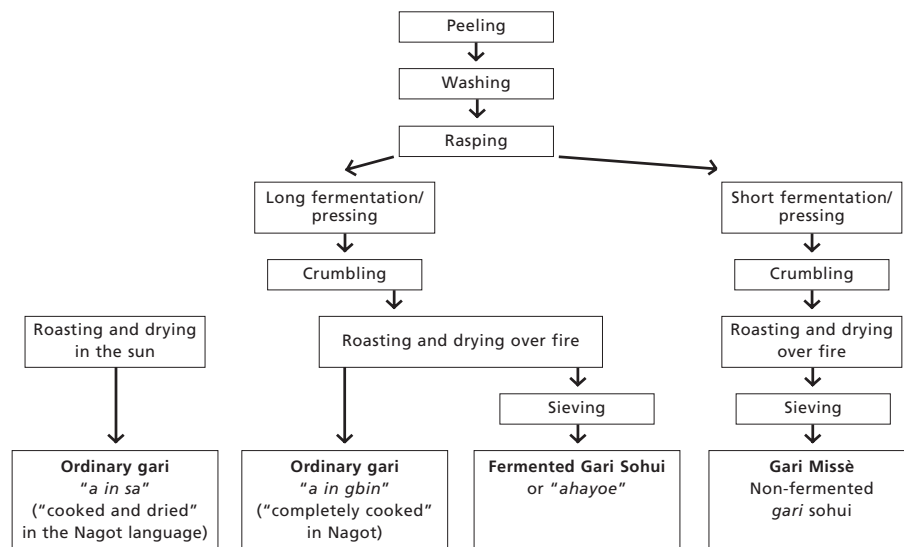 Peeling
Washing
Rasping
Long fermentation/
pressing
Short fermentation/
pressing
Crumbling
Crumbling
Roasting and drying
in the sun
Roasting and drying over fire
Roasting and drying
over fire
Sieving
Sieving
Ordinary gari
“a in sa”
(“cooked and dried”
in the Nagot language)
Ordinary gari
“a in gbin”
(“completely cooked”
in Nagot)
Fermented Gari Sohui
or “ahayoe”
Gari Missè
Non-fermented
gari sohui